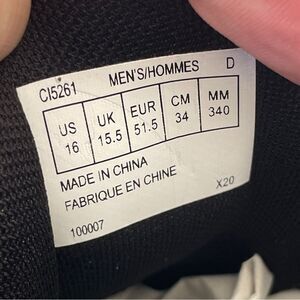 CI5261 MEN'S/HOMMES D
US UK EUR CM MM
16 15.5 51.5 34 340
MADE IN CHINA
FABRIQUE EN CHINE
100007 X20